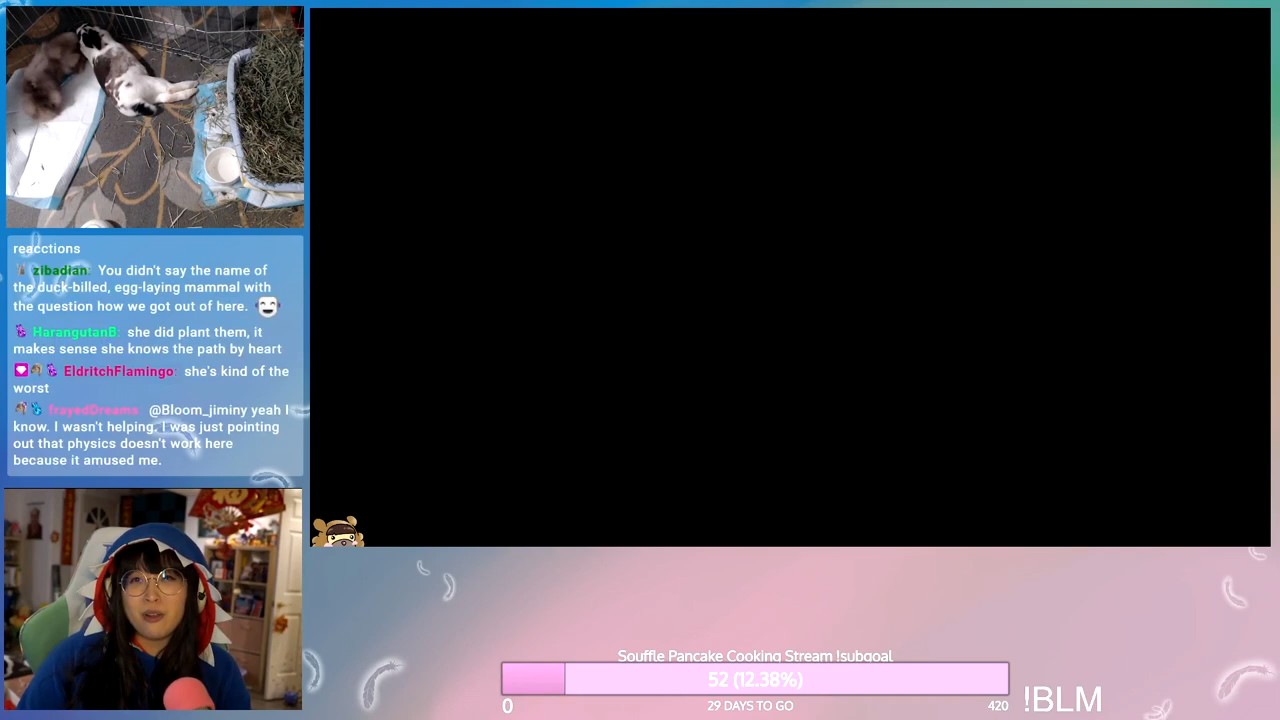 reacctions
zibadian: You didn't say the name of
the duck-billed, egg-laying mammal with
the question how we got out of here.
HarangutanB: she did plant them, it
makes sense she knows the path by heart
EldritchFlamingo: she's kind of the
worst
frayedDreams: @Bloom_jiminy yeah I
know. I wasn't helping. I was just pointing
out that physics doesn't work here
because it amused me.
Souffle Pancake Cooking Stream !subgoal
52 (12.38%)
0
29 DAYS TO GO
420
!BLM